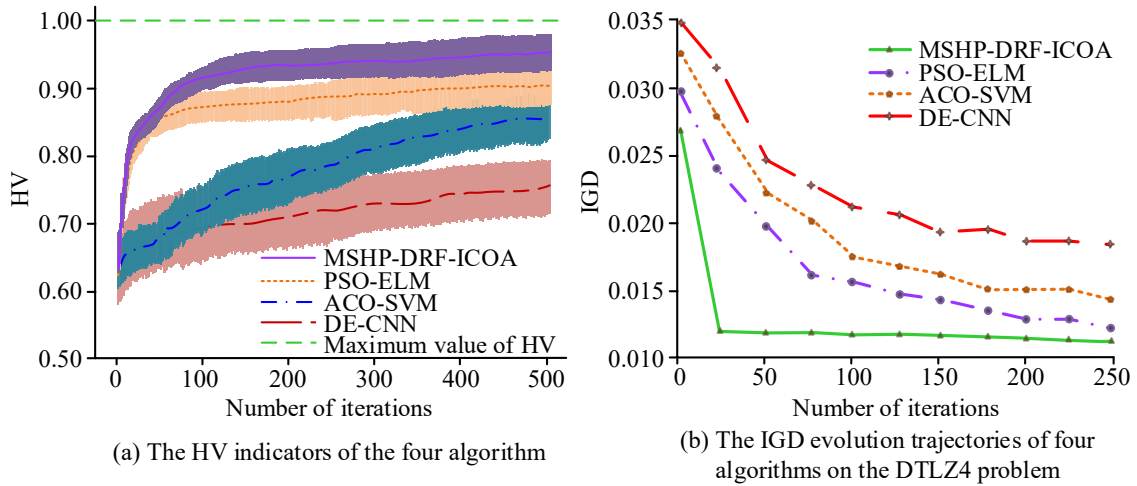 1.00
0.90
0.80
0.70
0.60
0.50
HV
MSHP-DRF-ICOA
PSO-ELM
ACO-SVM
DE-CNN
Maximum value of HV
0 100 200 300 400 500
Number of iterations
(a) The HV indicators of the four algorithm
0.035
0.030
0.025
0.020
0.015
0.010
IGD
MSHP-DRF-ICOA
PSO-ELM
ACO-SVM
DE-CNN
0 50 100 150 200 250
Number of iterations
(b) The IGD evolution trajectories of four
algorithms on the DTLZ4 problem